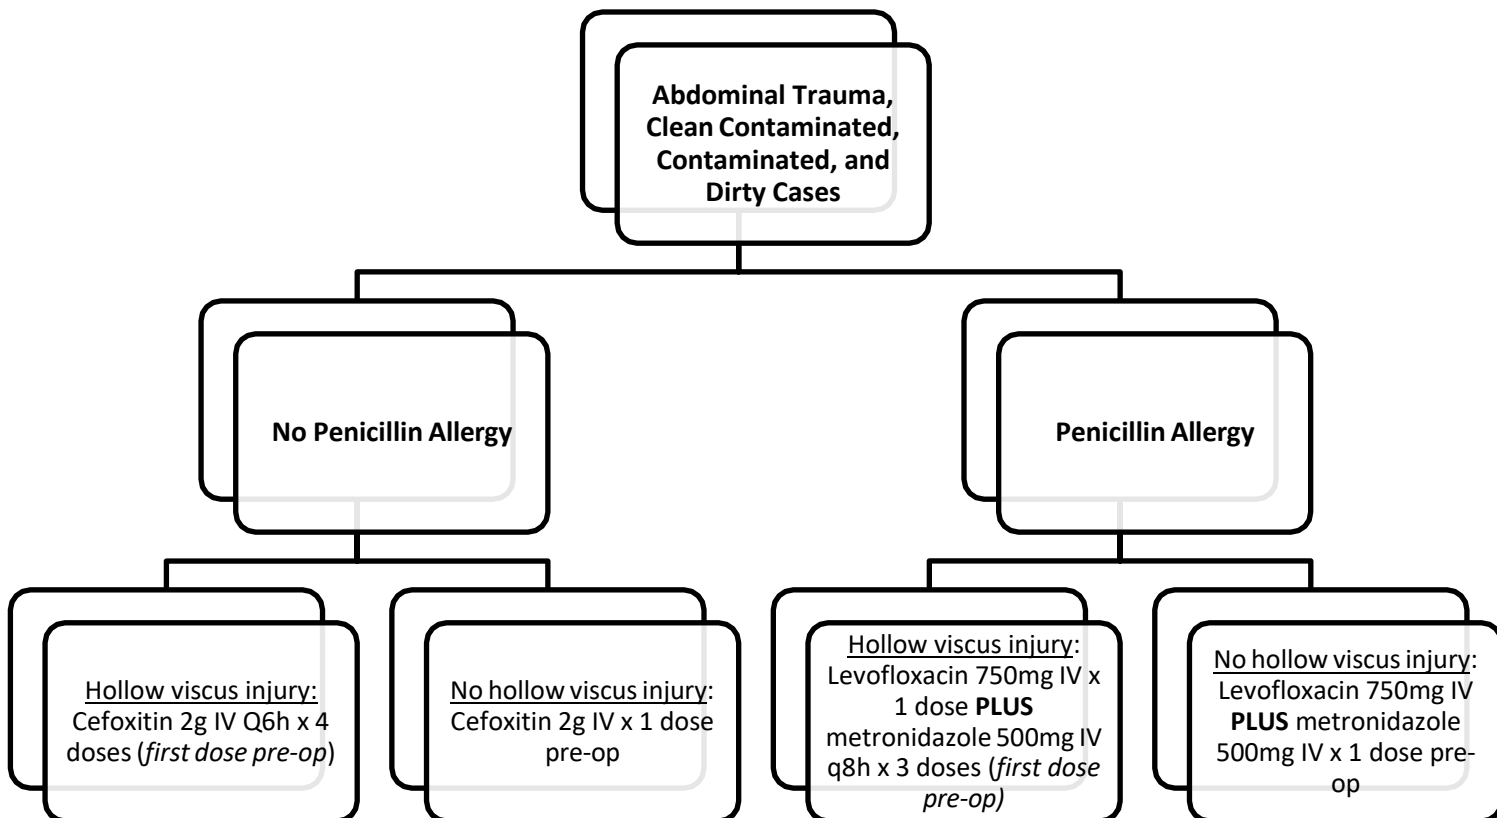 Abdominal Trauma,
Clean Contaminated,
Contaminated, and
Dirty Cases
No Penicillin Allergy
Penicillin Allergy
Hollow viscus injury:
Cefoxitin 2g IV Q6h x 4
doses (first dose pre-op)
No hollow viscus injury:
Cefoxitin 2g IV x 1 dose
pre-op
Hollow viscus injury:
Levofloxacin 750mg IV x
1 dose PLUS
metronidazole 500mg IV
q8h x 3 doses (first dose
pre-op)
No hollow viscus injury:
Levofloxacin 750mg IV
PLUS metronidazole
500mg IV x 1 dose pre-
op